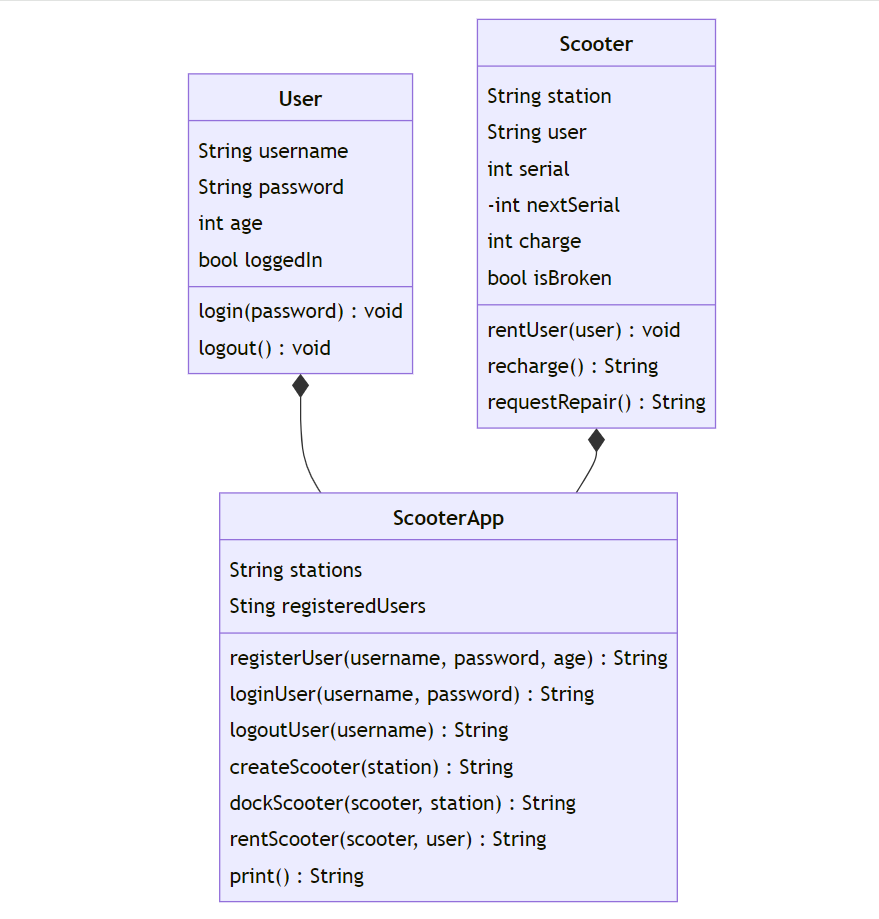 User
String username
String password
int age
bool loggedIn
login(password) : void
logout() : void
Scooter
String station
String user
int serial
-int nextSerial
int charge
bool isBroken
rentUser(user) : void
recharge() : String
requestRepair() : String
ScooterApp
String stations
Sting registeredUsers
registerUser(username, password, age) : String
loginUser(username, password) : String
logoutUser(username) : String
createScooter(station) : String
dockScooter(scooter, station) : String
rentScooter(scooter, user) : String
print() : String